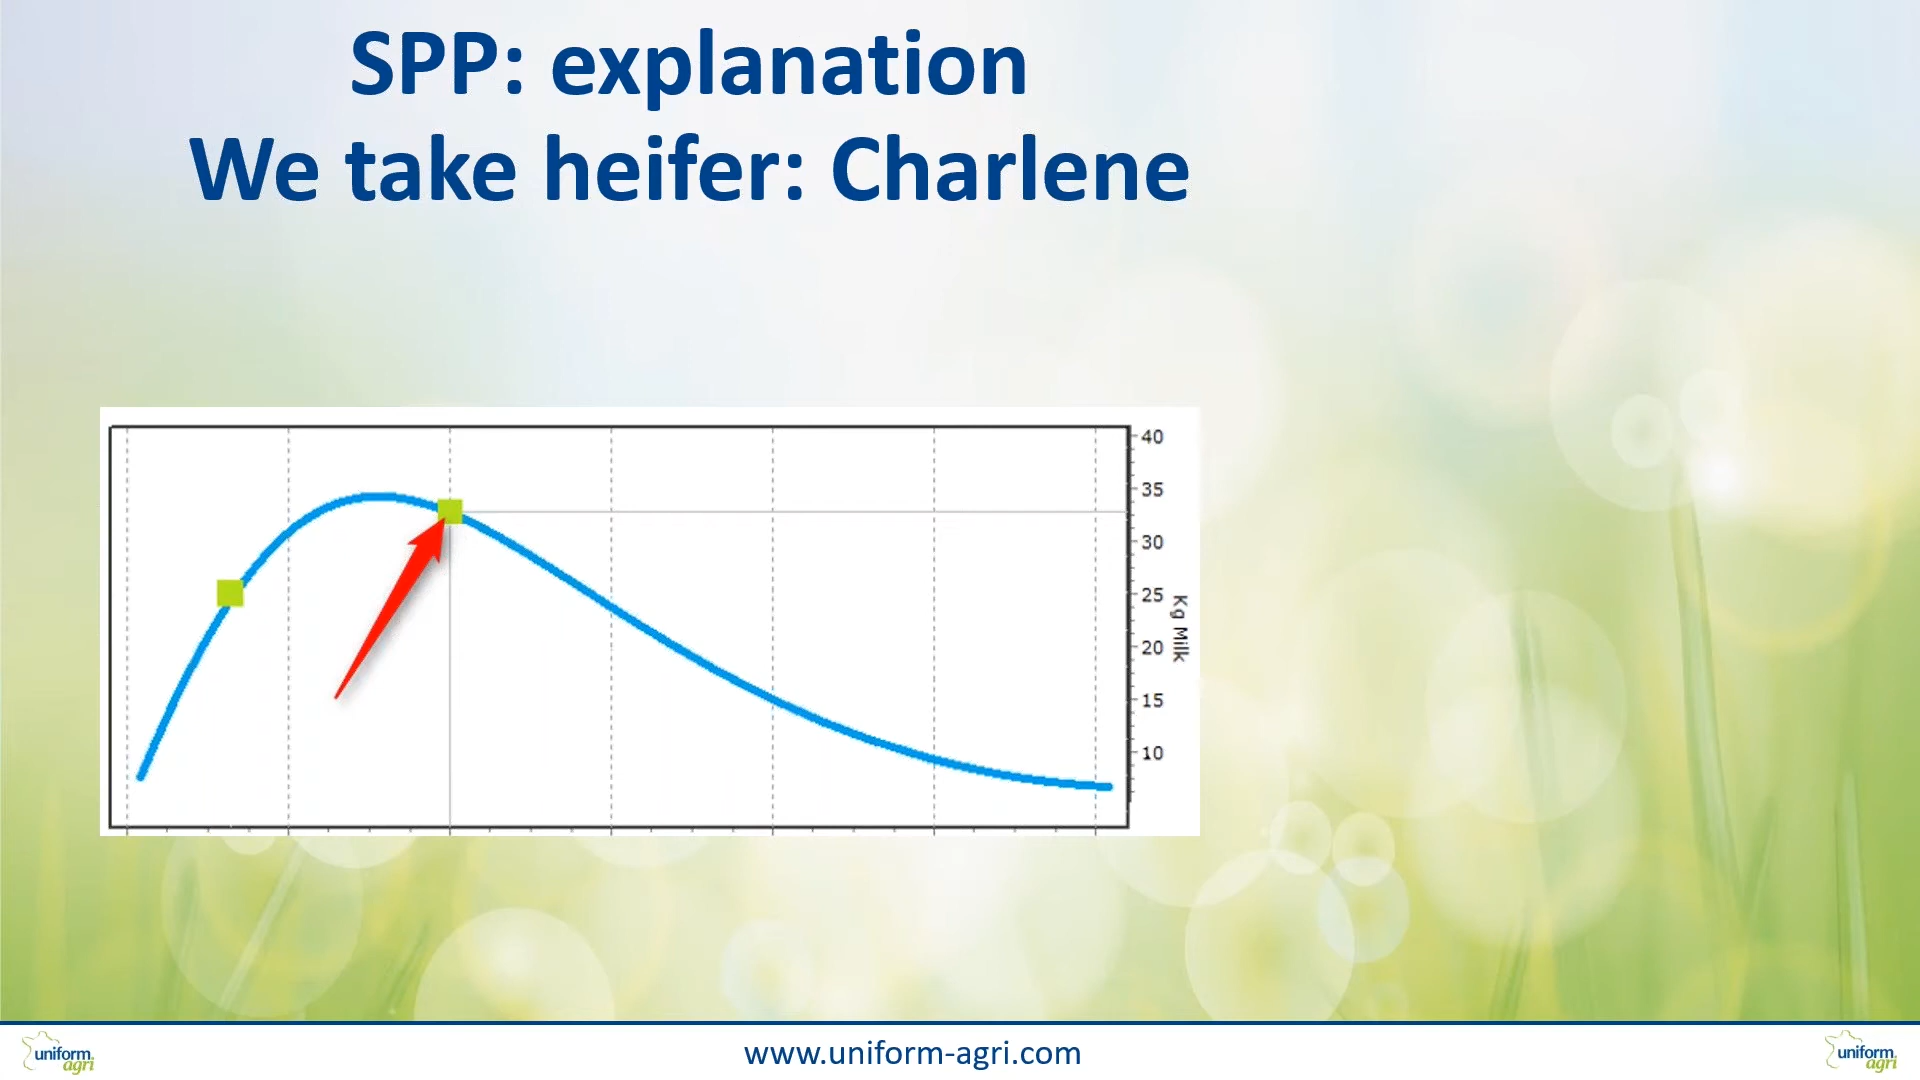 SPP: explanation
We take heifer: Charlene
40
35
30
25
20
15
10
Kg Milk
uniform
agri
www.uniform-agri.com
uniform
agri